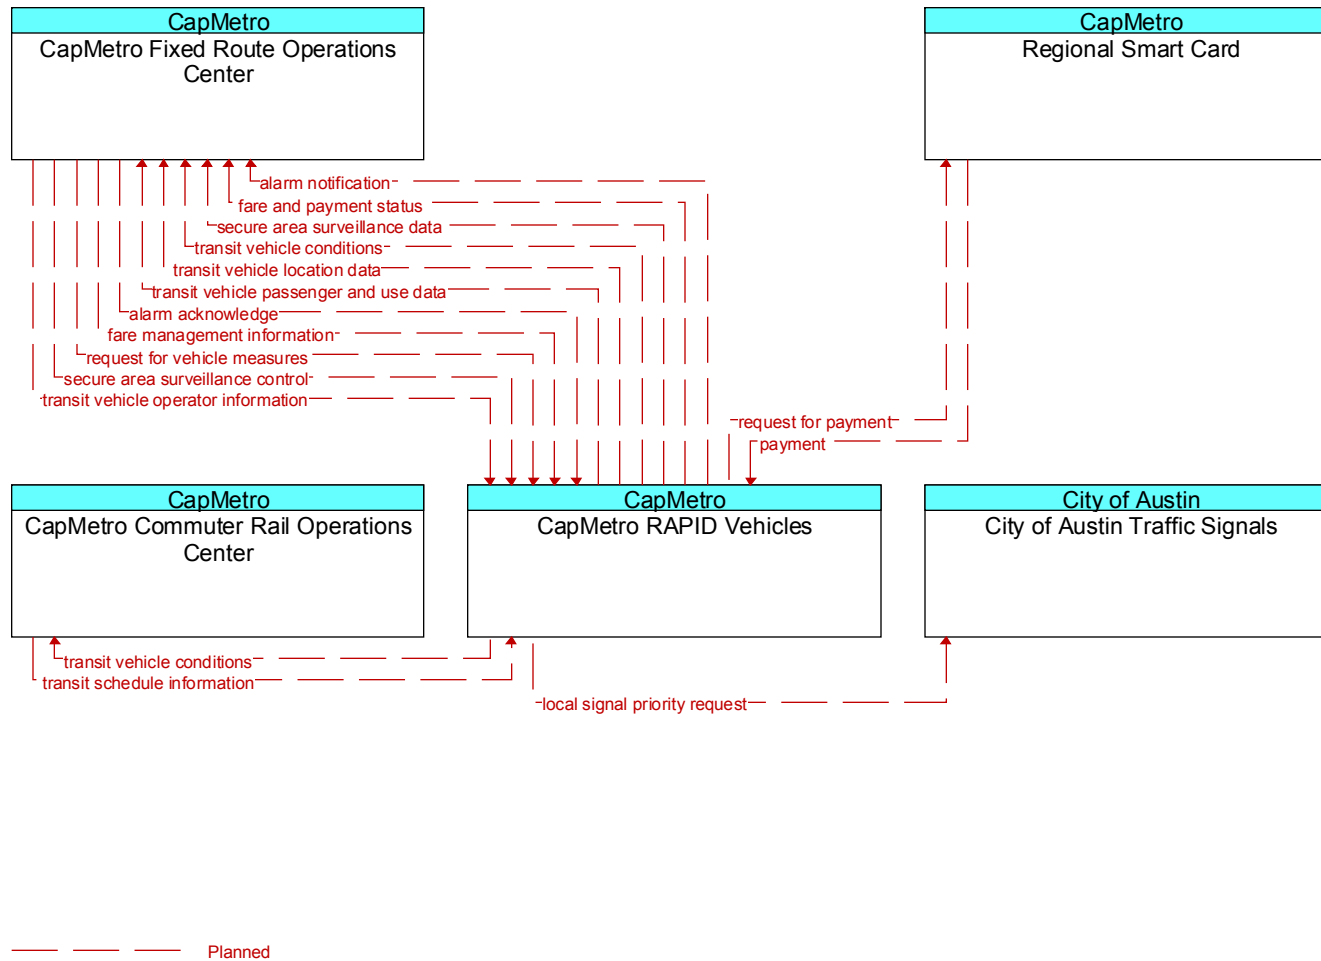 CapMetro
CapMetro Fixed Route Operations
Center
CapMetro
Regional Smart Card
alarm notification
fare and payment status
secure area surveillance data
transit vehicle conditions
transit vehicle location data
transit vehicle passenger and use data
alarm acknowledge
fare management information
request for vehicle measures
secure area surveillance control
transit vehicle operator information
request for payment
payment
CapMetro
CapMetro Commuter Rail Operations
Center
CapMetro
CapMetro RAPID Vehicles
City of Austin
City of Austin Traffic Signals
transit vehicle conditions
transit schedule information
local signal priority request
Planned